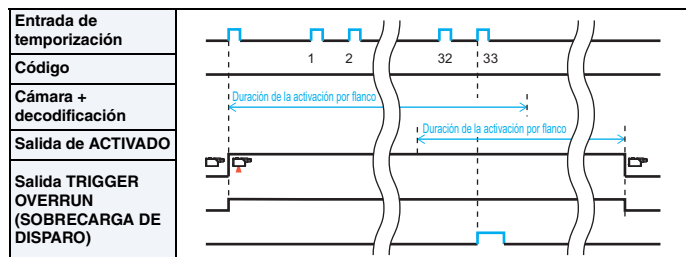 Entrada de
temporización
1 2 32 33
Código
Cámara +
decodificación
Duración de la activación por flanco
Duración de la activación por flanco
Salida de ACTIVADO
Salida TRIGGER
OVERRUN
(SOBRECARGA DE
DISPARO)